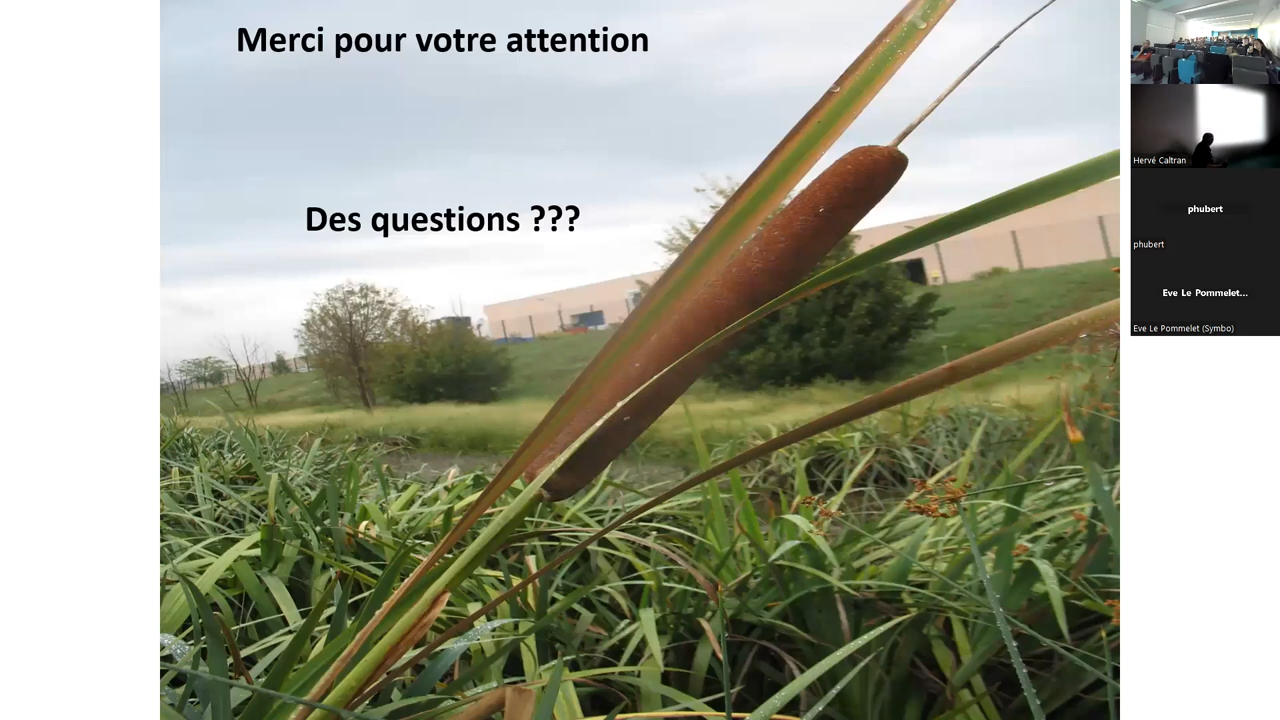 Merci pour votre attention
Des questions ???
Hervé Caltran
phubert
phubert
Eve Le Pommelet...
Eve Le Pommelet (Symbo)